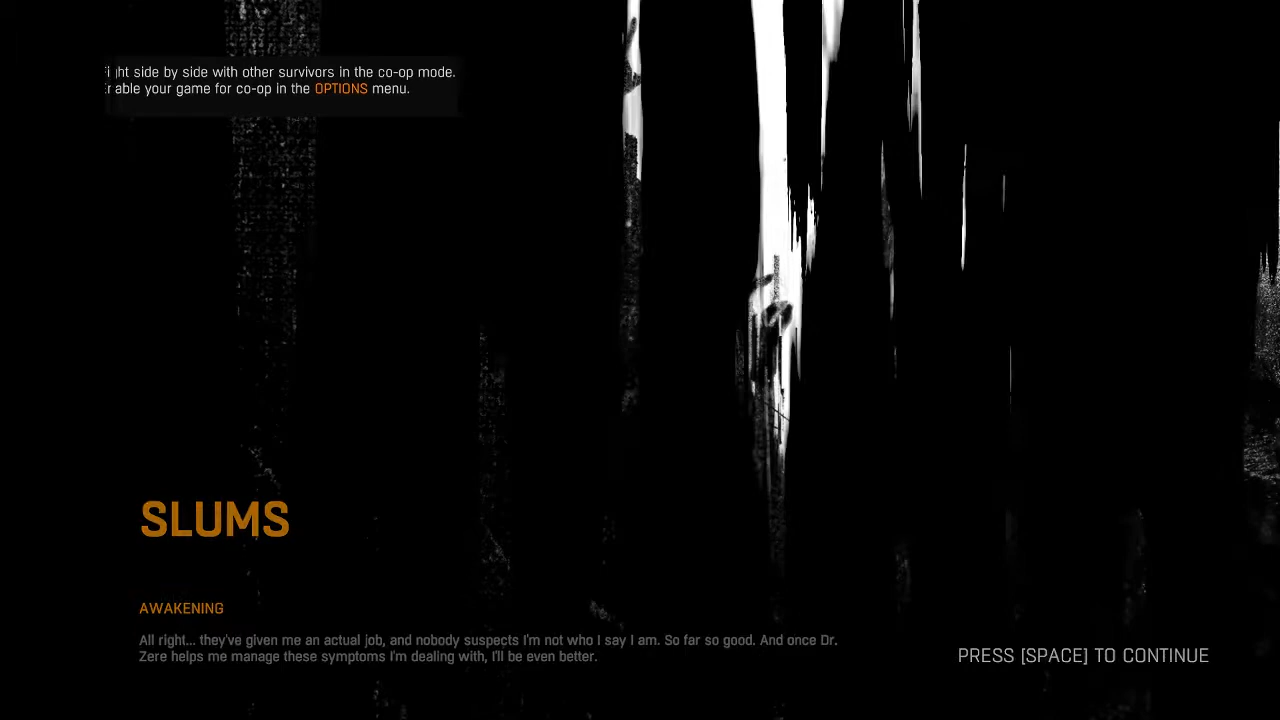 ight side by side with other survivors in the co-op mode.
able your game for co-op in the OPTIONS menu.
SLUMS
AWAKENING
All right... they've given me an actual job, and nobody suspects I'm not who I say I am. So far so good. And once Dr.
Zere helps me manage these symptoms I'm dealing with, I'll be even better.
PRESS [SPACE] TO CONTINUE